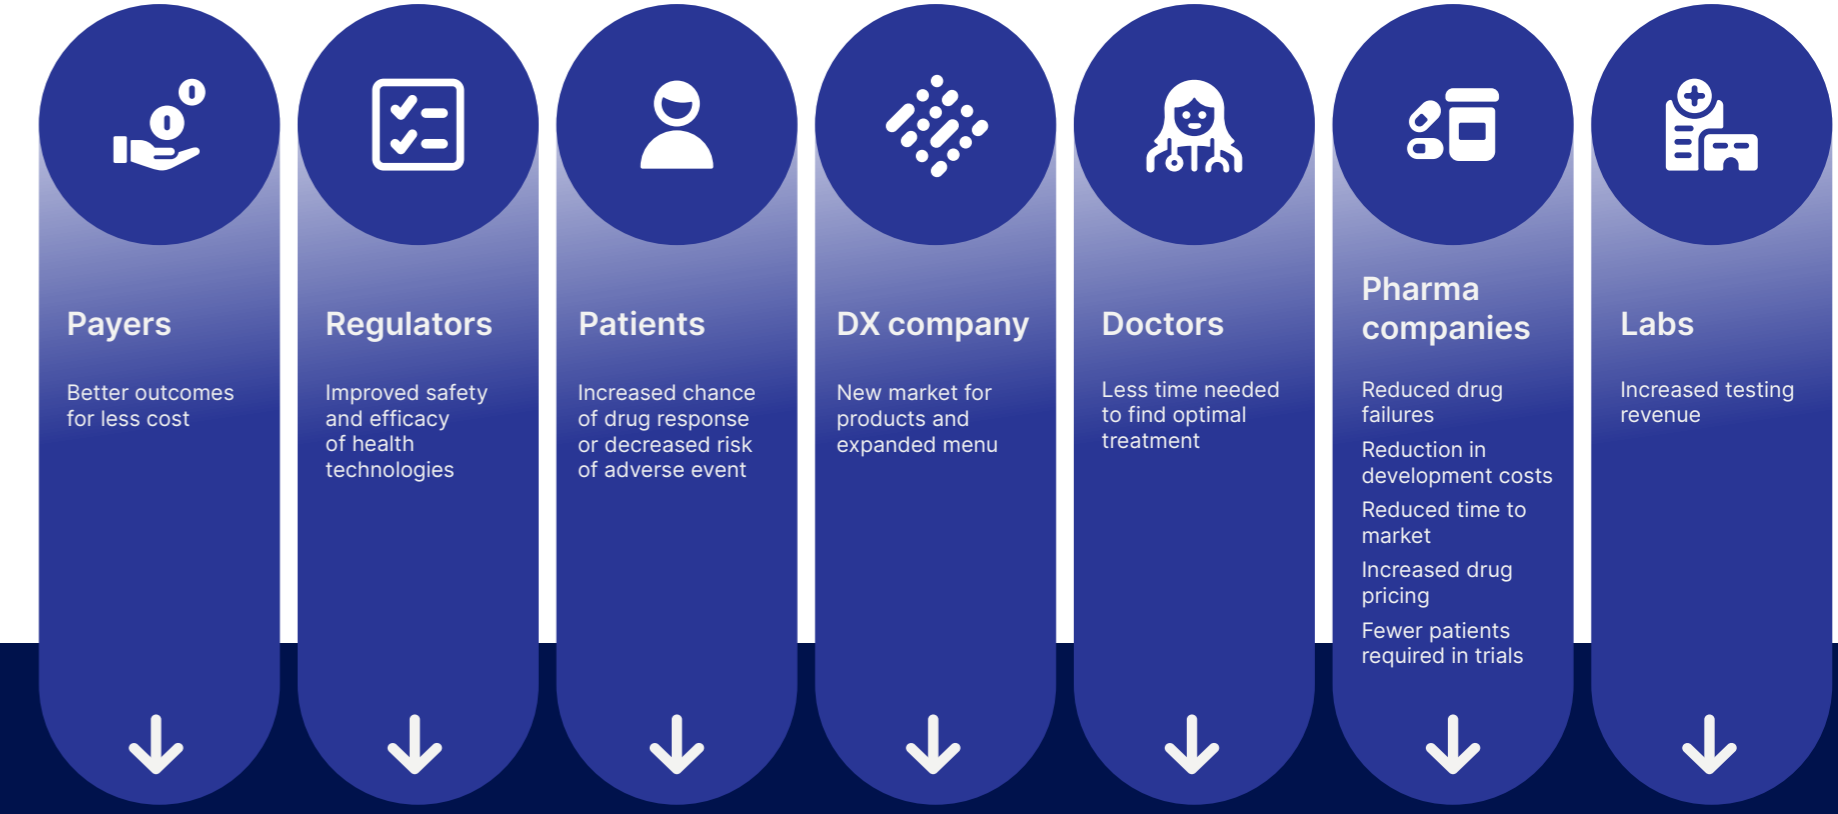 Payers
Better outcomes
for less cost
Regulators
Improved safety
and efficacy
of health
technologies
Patients
Increased chance
of drug response
or decreased risk
of adverse event
DX company
New market for
products and
expanded menu
Doctors
Less time needed
to find optimal
treatment
Pharma
companies
Reduced drug
failures
Reduction in
development costs
Reduced time to
market
Increased drug
pricing
Fewer patients
required in trials
Labs
Increased testing
revenue